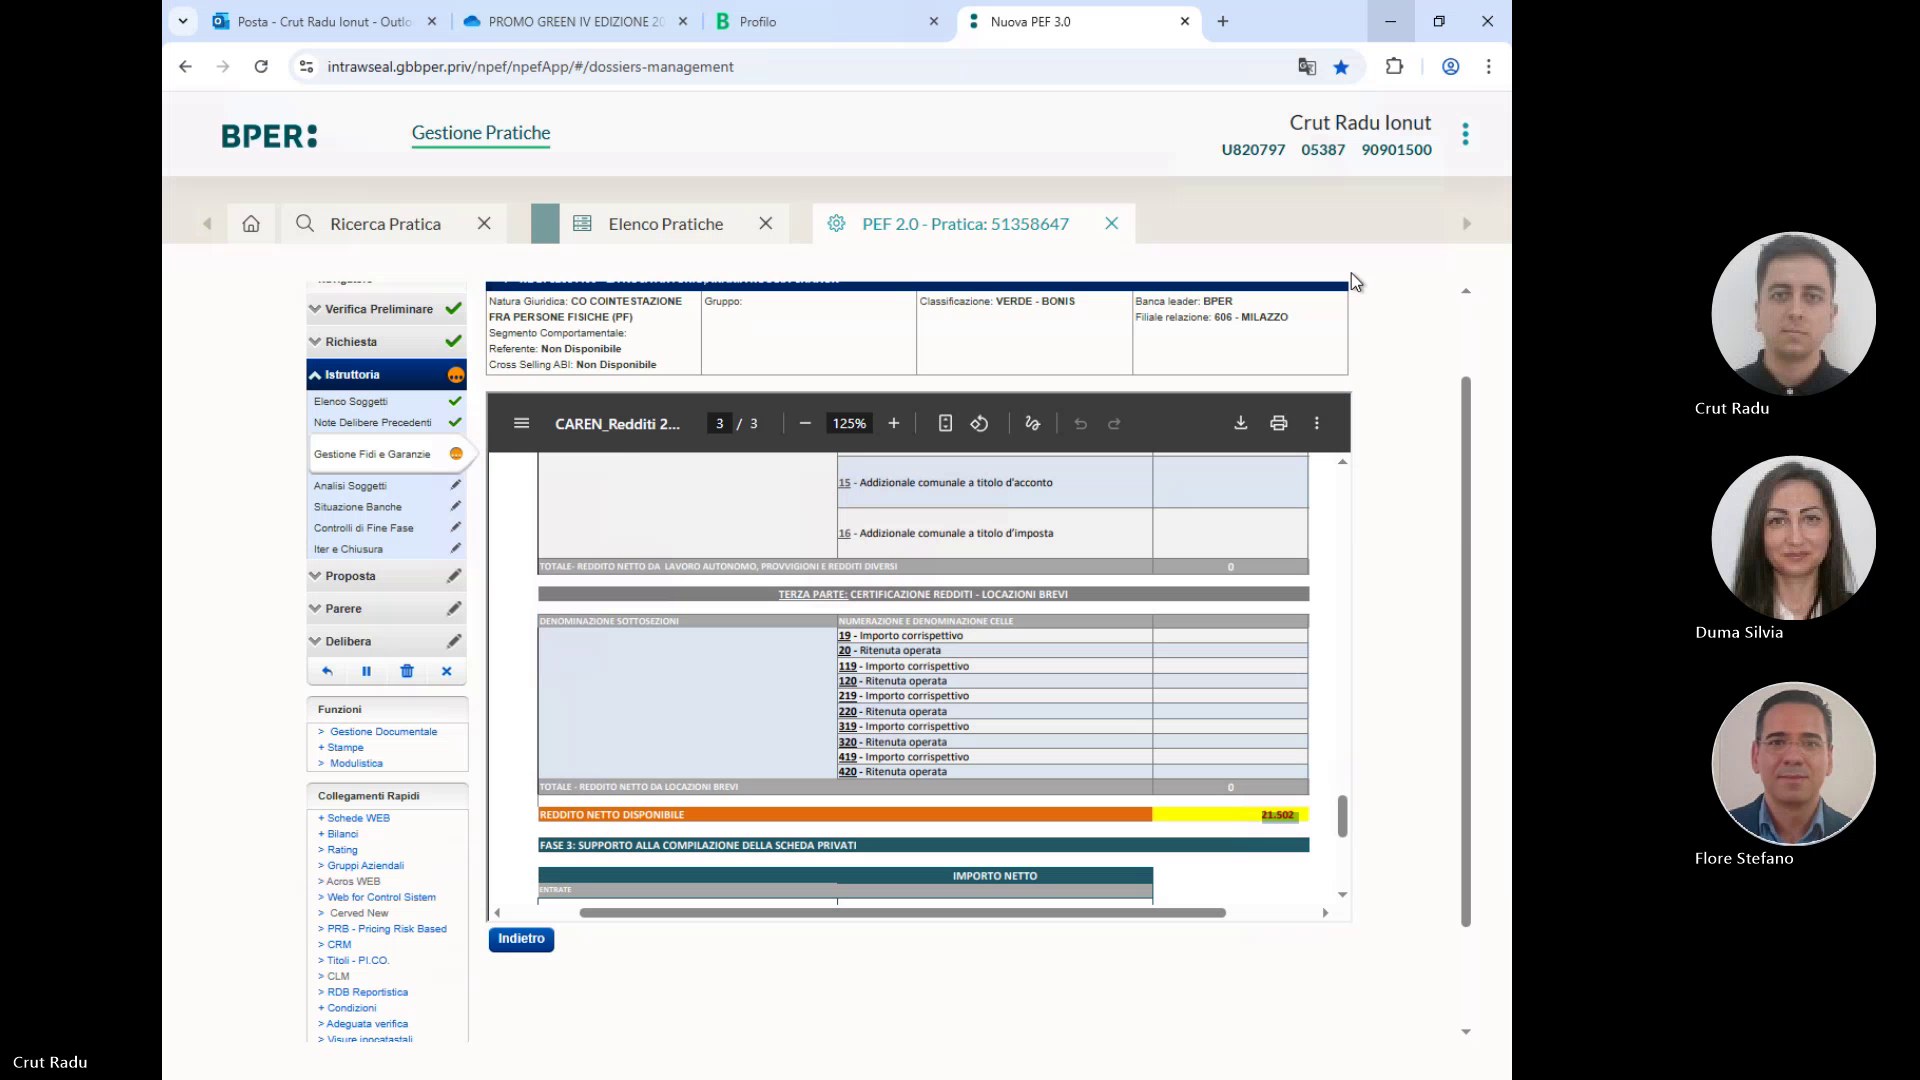 Posta - Crut Radu Ionut - Outlo
PROMO GREEN IV EDIZIONE 20
Profilo
Nuova PEF 3.0
intrawseal.gbbper.priv/npef/npefApp/#/dossiers-management
BPER:
Gestione Pratiche
Crut Radu Ionut
U820797 05387 90901500
Ricerca Pratica
Elenco Pratiche
PEF 2.0 - Pratica: 51358647
Verifica Preliminare
Richiesta
Istruttoria
Elenco Soggetti
Note Delibere Precedenti
Gestione Fidi e Garanzie
Analisi Soggetti
Situazione Banche
Controlli di Fine Fase
Iter e Chiusura
Proposta
Parere
Delibera
Funzioni
> Gestione Documentale
+ Stampe
> Modulistica
Collegamenti Rapidi
+ Schede WEB
+ Bilanci
+ Rating
+ Gruppi Aziendali
> Acros WEB
> Web for Control Sistem
> Cerved New
> PRB - Pricing Risk Based
> CRM
> Titoli - PI.CO.
> CLM
> RDB Reportistica
+ Condizioni
> Adeguata verifica
> Visure ipocatastali
Natura Giuridica: CO COINTESTAZIONE
FRA PERSONE FISICHE (PF)
Segmento Comportamentale:
Referente: Non Disponibile
Cross Selling ABI: Non Disponibile
Gruppo:
Classificazione: VERDE - BONIS
Banca leader: BPER
Filiale relazione: 606 - MILAZZO
CAREN_Redditi 2...
3 / 3
125%
15 - Addizionale comunale a titolo d'acconto
16 - Addizionale comunale a titolo d'imposta
TOTALE- REDDITO NETTO DA LAVORO AUTONOMO, PROVVIGIONI E REDDITI DIVERSI 0
TERZA PARTE: CERTIFICAZIONE REDDITI - LOCAZIONI BREVI
DENOMINAZIONE SOTTOSEZIONI NUMERAZIONE E DENOMINAZIONE CELLE
19 - Importo corrispettivo
20 - Ritenuta operata
119 - Importo corrispettivo
120 - Ritenuta operata
219 - Importo corrispettivo
220 - Ritenuta operata
319 - Importo corrispettivo
320 - Ritenuta operata
419 - Importo corrispettivo
420 - Ritenuta operata
TOTALE - REDDITO NETTO DA LOCAZIONI BREVI 0
REDDITO NETTO DISPONIBILE 21.502
FASE 3: SUPPORTO ALLA COMPILAZIONE DELLA SCHEDA PRIVATI
IMPORTO NETTO
ENTRATE
Indietro
Crut Radu
Duma Silvia
Flore Stefano
Crut Radu